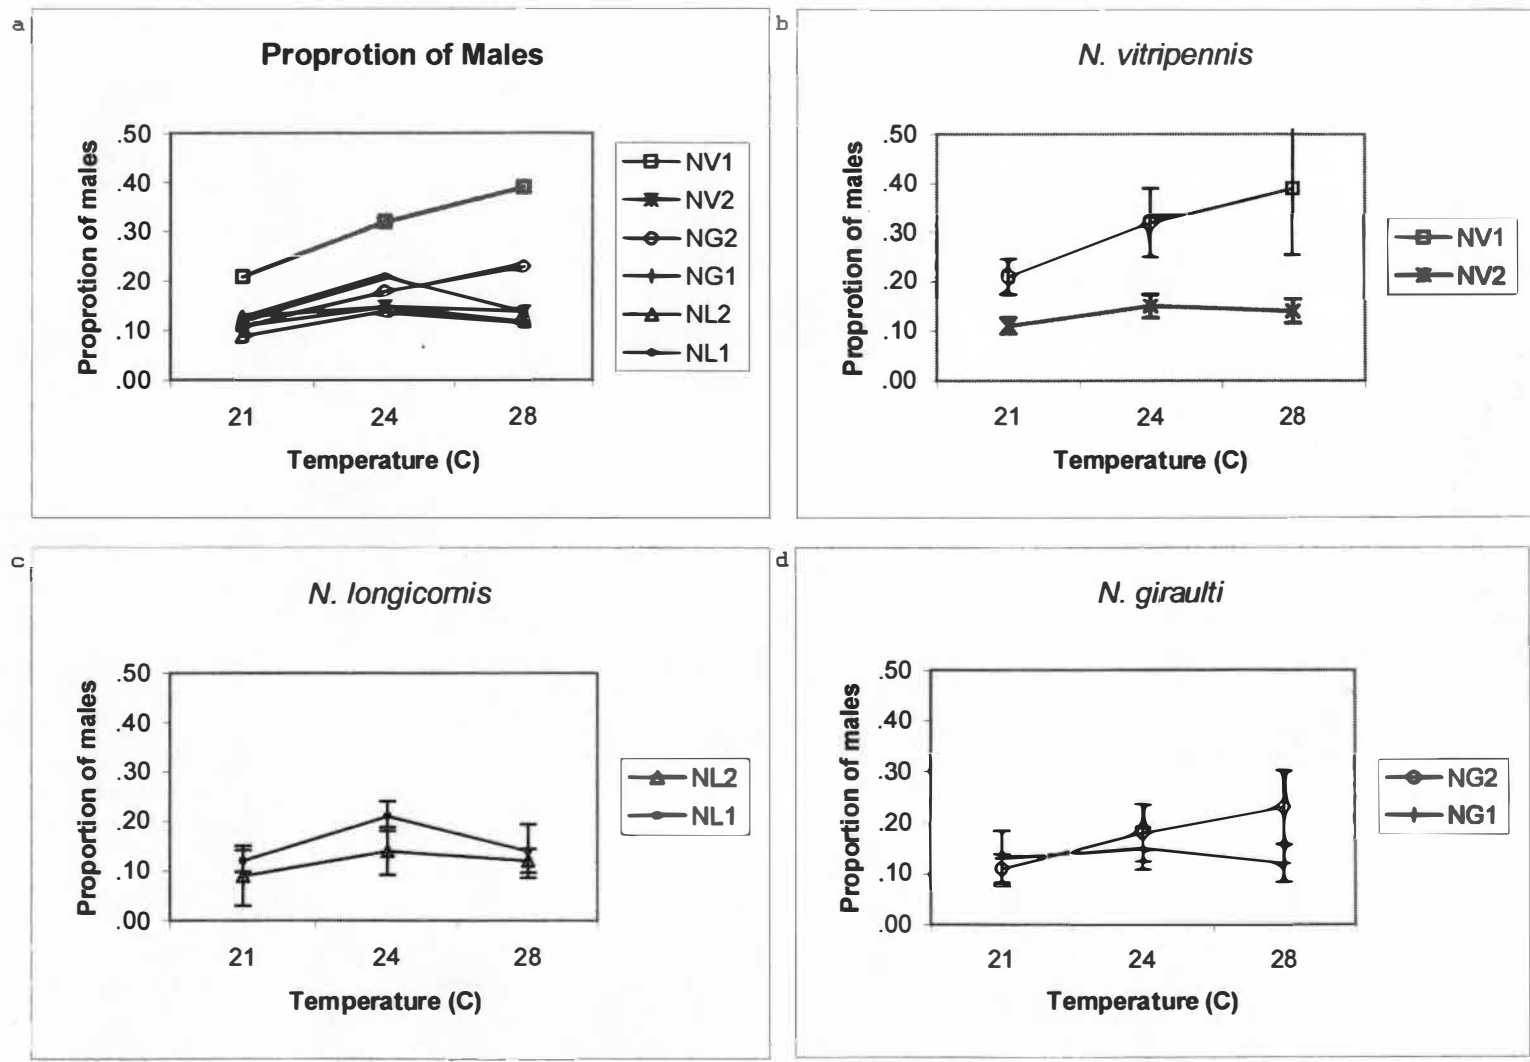 a
Proprotion of Males
Proprotion of males
.50
.40
.30
.20
.10
.00
21
24
28
Temperature (C)
NV1
NV2
NG2
NG1
NL2
NL1
b
N. vitripennis
Proprotion of males
.50
.40
.30
.20
.10
.00
21
24
28
Temperature (C)
NV1
NV2
c
N. longicornis
Proportion of males
.50
.40
.30
.20
.10
.00
21
24
28
Temperature (C)
NL2
NL1
d
N. giraulti
Proportion of males
.50
.40
.30
.20
.10
.00
21
24
28
Temperature (C)
NG2
NG1